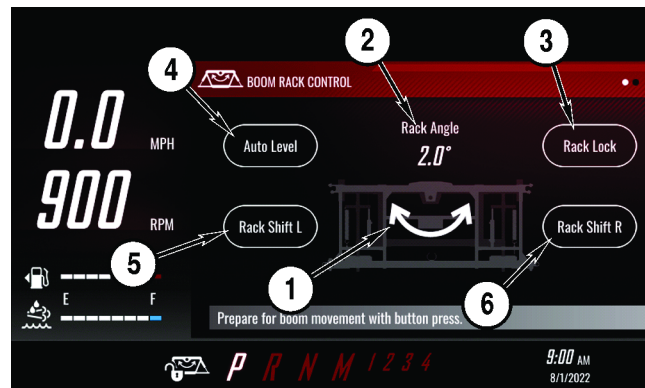 2
3
4
BOOM RACK CONTROL
0.0 MPH
Auto Level
Rack Angle
2.0°
Rack Lock
900 RPM
Rack Shift L
Rack Shift R
5
1
6
E F
Prepare for boom movement with button press.
P R N M 1 2 3 4
9:00 AM
8/1/2022